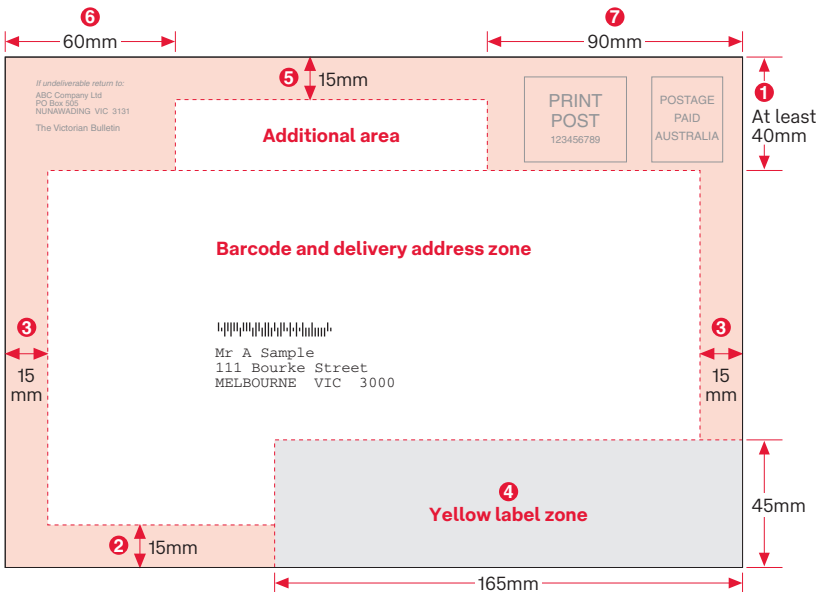 6
60mm
7
90mm
If undeliverable return to:
ABC Company Ltd
PO Box 505
NUNAWADING VIC 3131
The Victorian Bulletin
5 15mm
PRINT
POST
123456789
POSTAGE
PAID
AUSTRALIA
1
At least
40mm
Additional area
Barcode and delivery address zone
3
15
mm
Mr A Sample
111 Bourke Street
MELBOURNE VIC 3000
3
15
mm
4
Yellow label zone
45mm
2 15mm
165mm